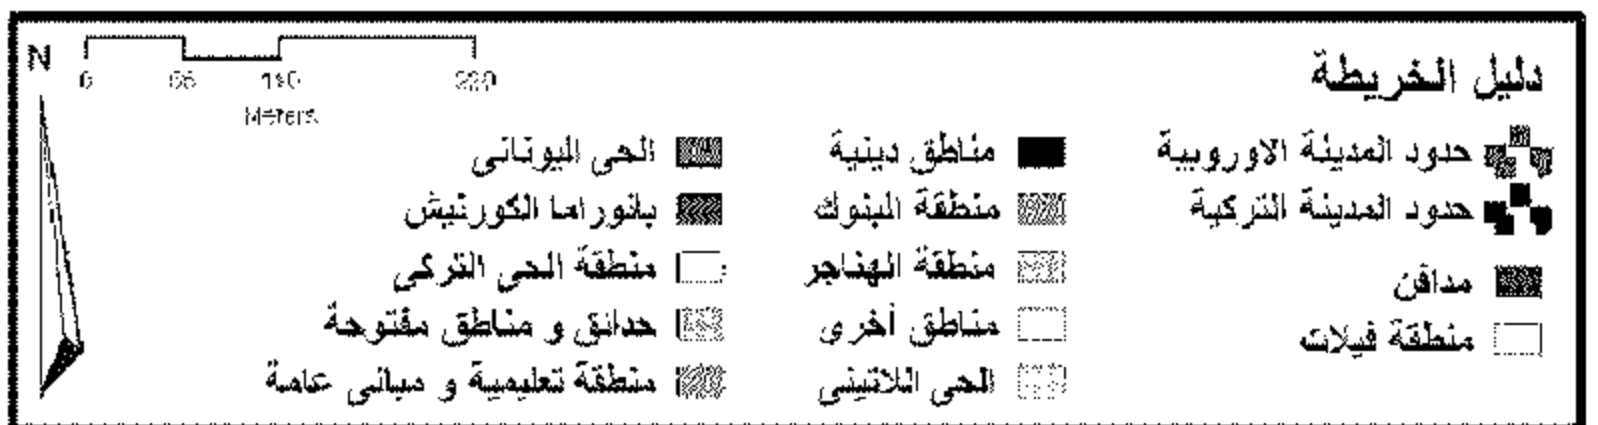 دليل الخريطة
حدود المدينة الاوروبية
حدود المدينة التركية
مدافن
منطقة فيلات
مناطق دينية
منطقة البنوك
منطقة الهناجر
مناطق أخرى
الحى اللاتينى
الحى اليونانى
بانوراما الكورنيش
منطقة الحى التركى
حدائق و مناطق مفتوحة
منطقة تعليمية و مبانى عامة
N
0 55 110 220
Meters